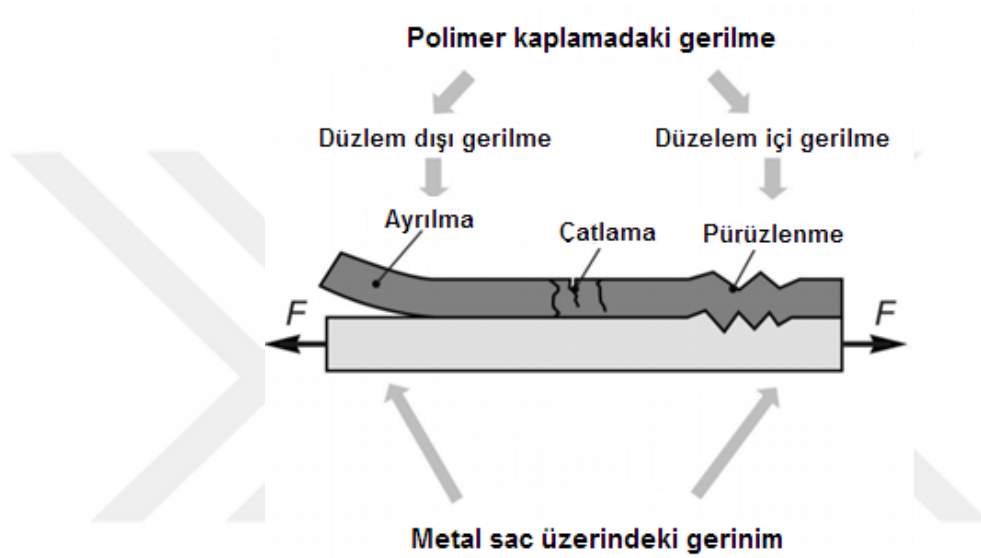 Polimer kaplamadaki gerilme
Düzlem dışı gerilme
Düzelem içi gerilme
Ayrılma
Çatlama
Pürüzlenme
F
F
Metal sac üzerindeki gerinim